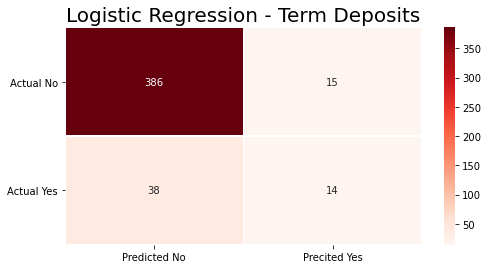 Logistic Regression - Term Deposits
Actual No
386
15
Actual Yes
38
14
Predicted No
Precited Yes
350
300
250
200
150
100
50